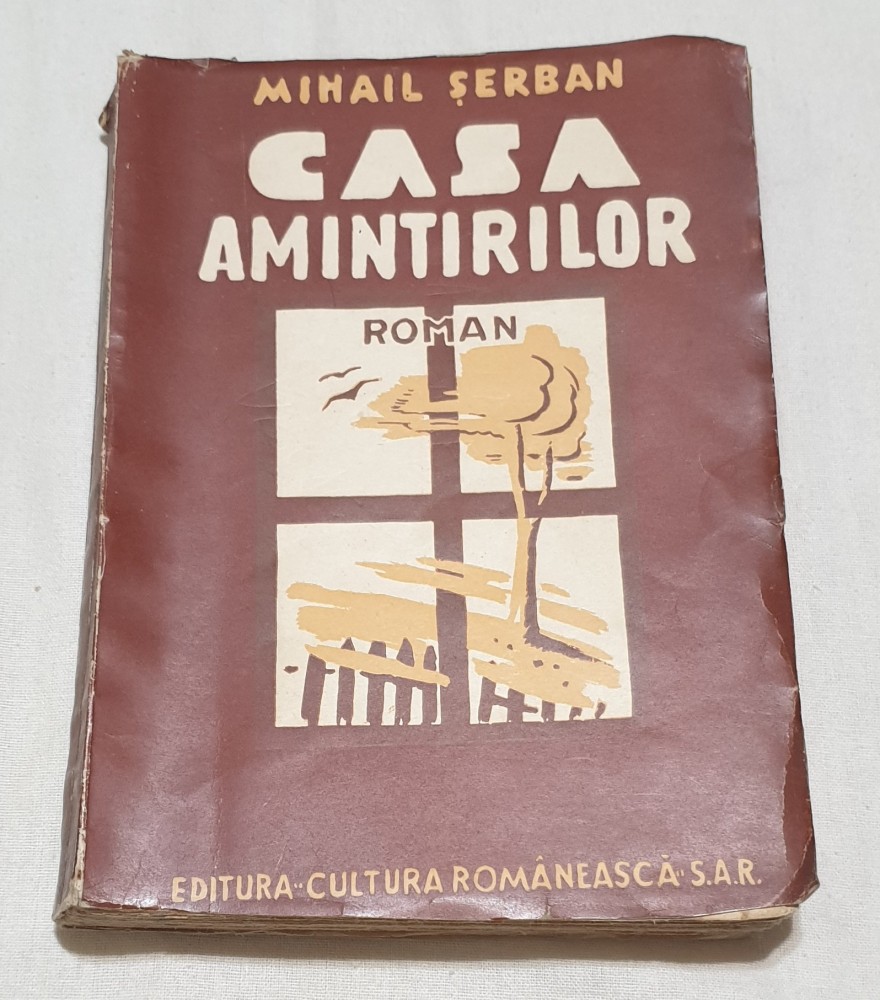 MIHAIL ȘERBAN
CASA
AMINTIRILOR
ROMAN
EDITURA "CULTURA ROMÂNEASCĂ" S.A.R.